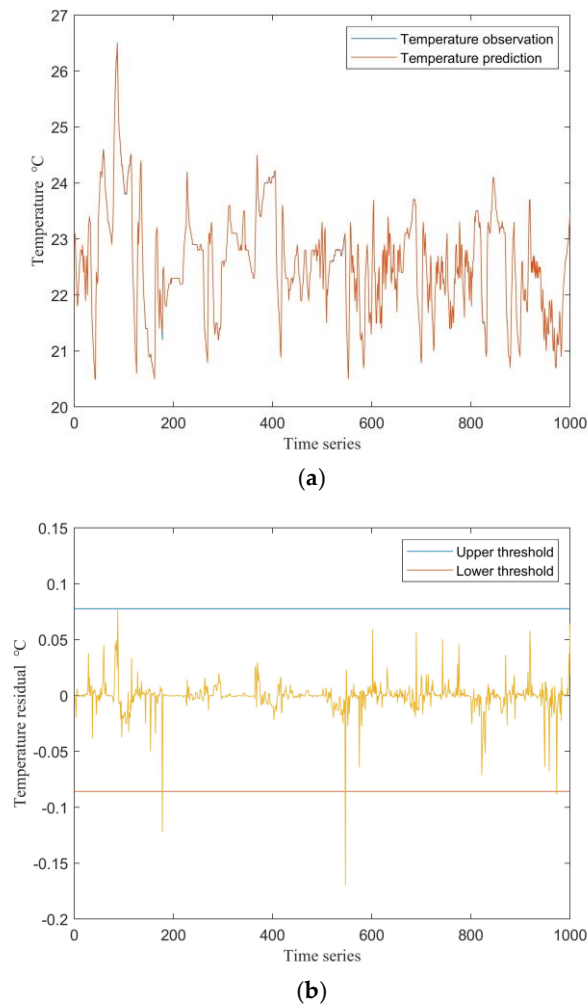 27
26
25
24
23
22
21
20
Temperature °C
Temperature observation
Temperature prediction
0 200 400 600 800 1000
Time series
(a)
0.15
0.1
0.05
0
-0.05
-0.1
-0.15
-0.2
Temperature residual °C
Upper threshold
Lower threshold
0 200 400 600 800 1000
Time series
(b)